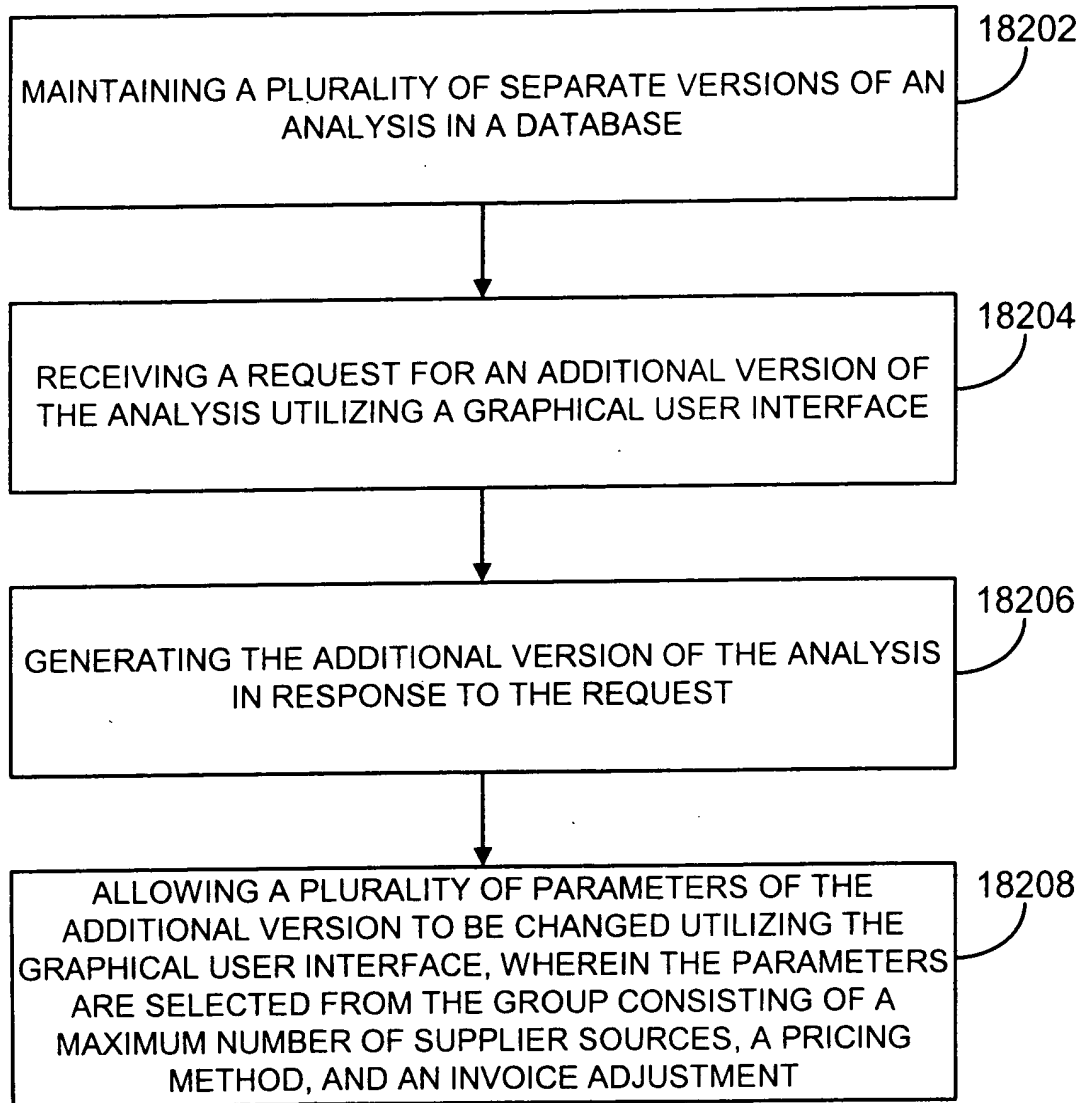 18202
MAINTAINING A PLURALITY OF SEPARATE VERSIONS OF AN
ANALYSIS IN A DATABASE
18204
RECEIVING A REQUEST FOR AN ADDITIONAL VERSION OF
THE ANALYSIS UTILIZING A GRAPHICAL USER INTERFACE
18206
GENERATING THE ADDITIONAL VERSION OF THE ANALYSIS
IN RESPONSE TO THE REQUEST
18208
ALLOWING A PLURALITY OF PARAMETERS OF THE
ADDITIONAL VERSION TO BE CHANGED UTILIZING THE
GRAPHICAL USER INTERFACE, WHEREIN THE PARAMETERS
ARE SELECTED FROM THE GROUP CONSISTING OF A
MAXIMUM NUMBER OF SUPPLIER SOURCES, A PRICING
METHOD, AND AN INVOICE ADJUSTMENT